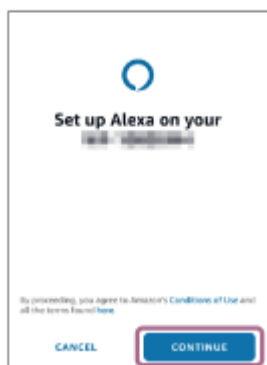 Set up Alexa on your
By proceeding, you agree to Amazon's Conditions of Use and
all the terms found here.
CANCEL
CONTINUE